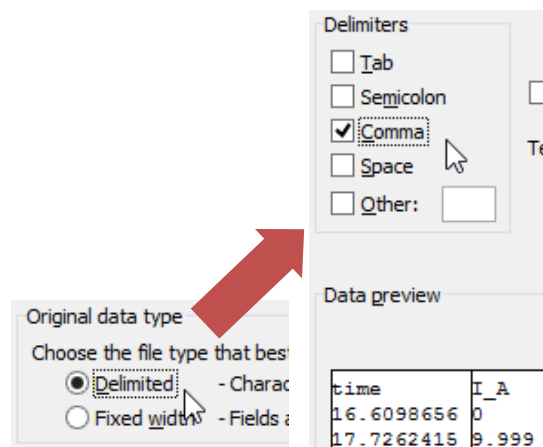 Delimiters
Tab
Semicolon
Comma
Space
Other:
Data preview
time I_A
16.6098656 0
17.7262415 9.999
Original data type
Choose the file type that best
Delimited - Charac
Fixed width - Fields a